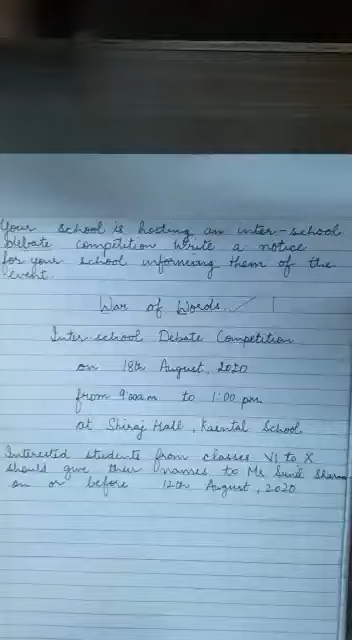 Your school is hosting an inter-school
debate competition Write a notice
for your school informing them of the
event.
War of Words
Inter-school Debate Competition
on 18th August, 2020
from 9:00am to 1:00 pm
at Shiraj Hall, Kaental School
Interested students from classes VI to X
should give their names to Ms Sunil Sharma
on or before 12th August, 2020